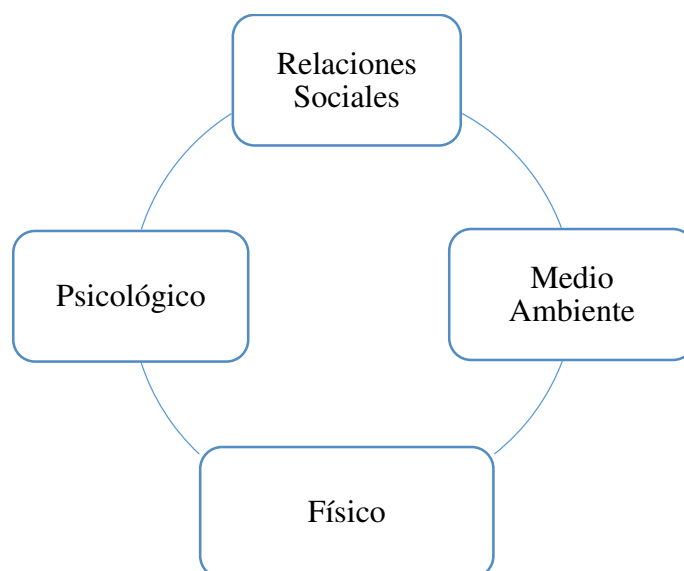 Relaciones
Sociales
Psicológico
Medio
Ambiente
Físico